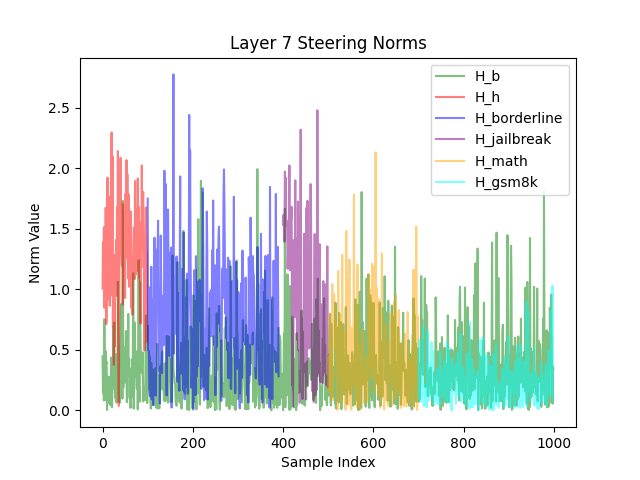 Layer 7 Steering Norms
Norm Value
2.5
2.0
1.5
1.0
0.5
0.0
H_b
H_h
H_borderline
H_jailbreak
H_math
H_gsm8k
0 200 400 600 800 1000
Sample Index